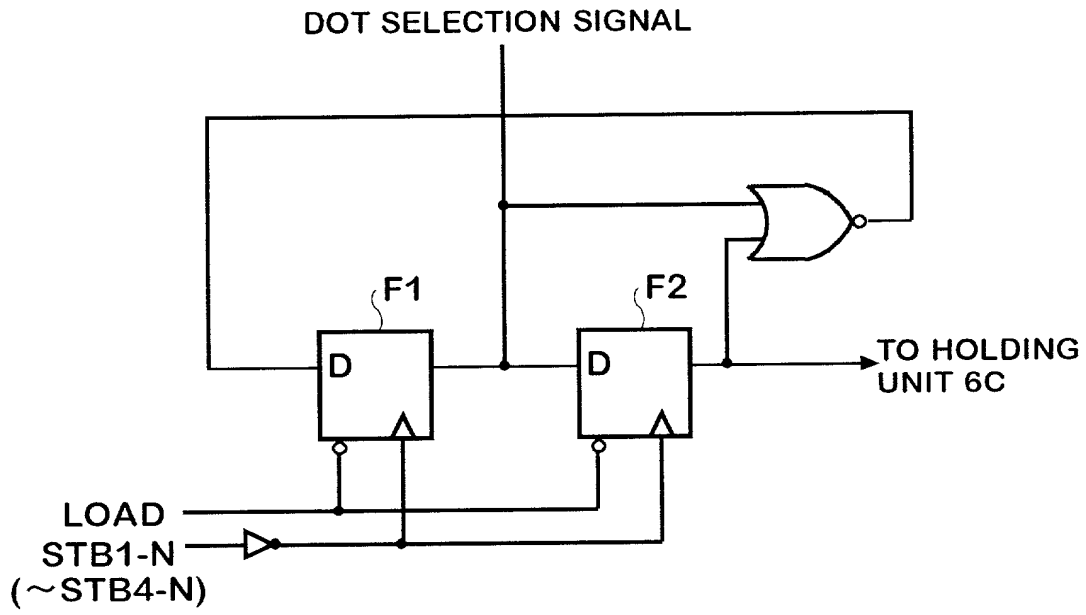 DOT SELECTION SIGNAL
F1
F2
D
D
TO HOLDING
UNIT 6C
LOAD
STB1-N
(～STB4-N)